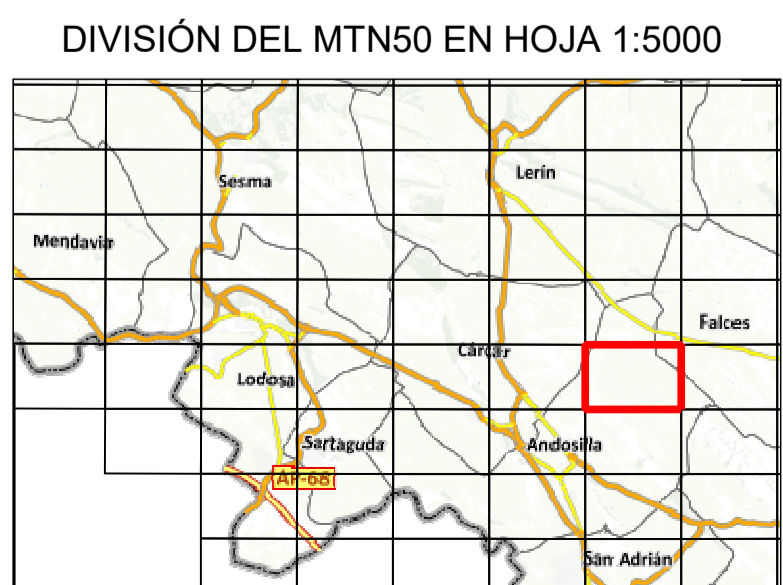 DIVISIÓN DEL MTN50 EN HOJA 1:5000
Lerín
Sesma
Mendavia
Falces
Cárcar
Lodosa
Sartaguda
Andosilla
AP-68
San Adrián